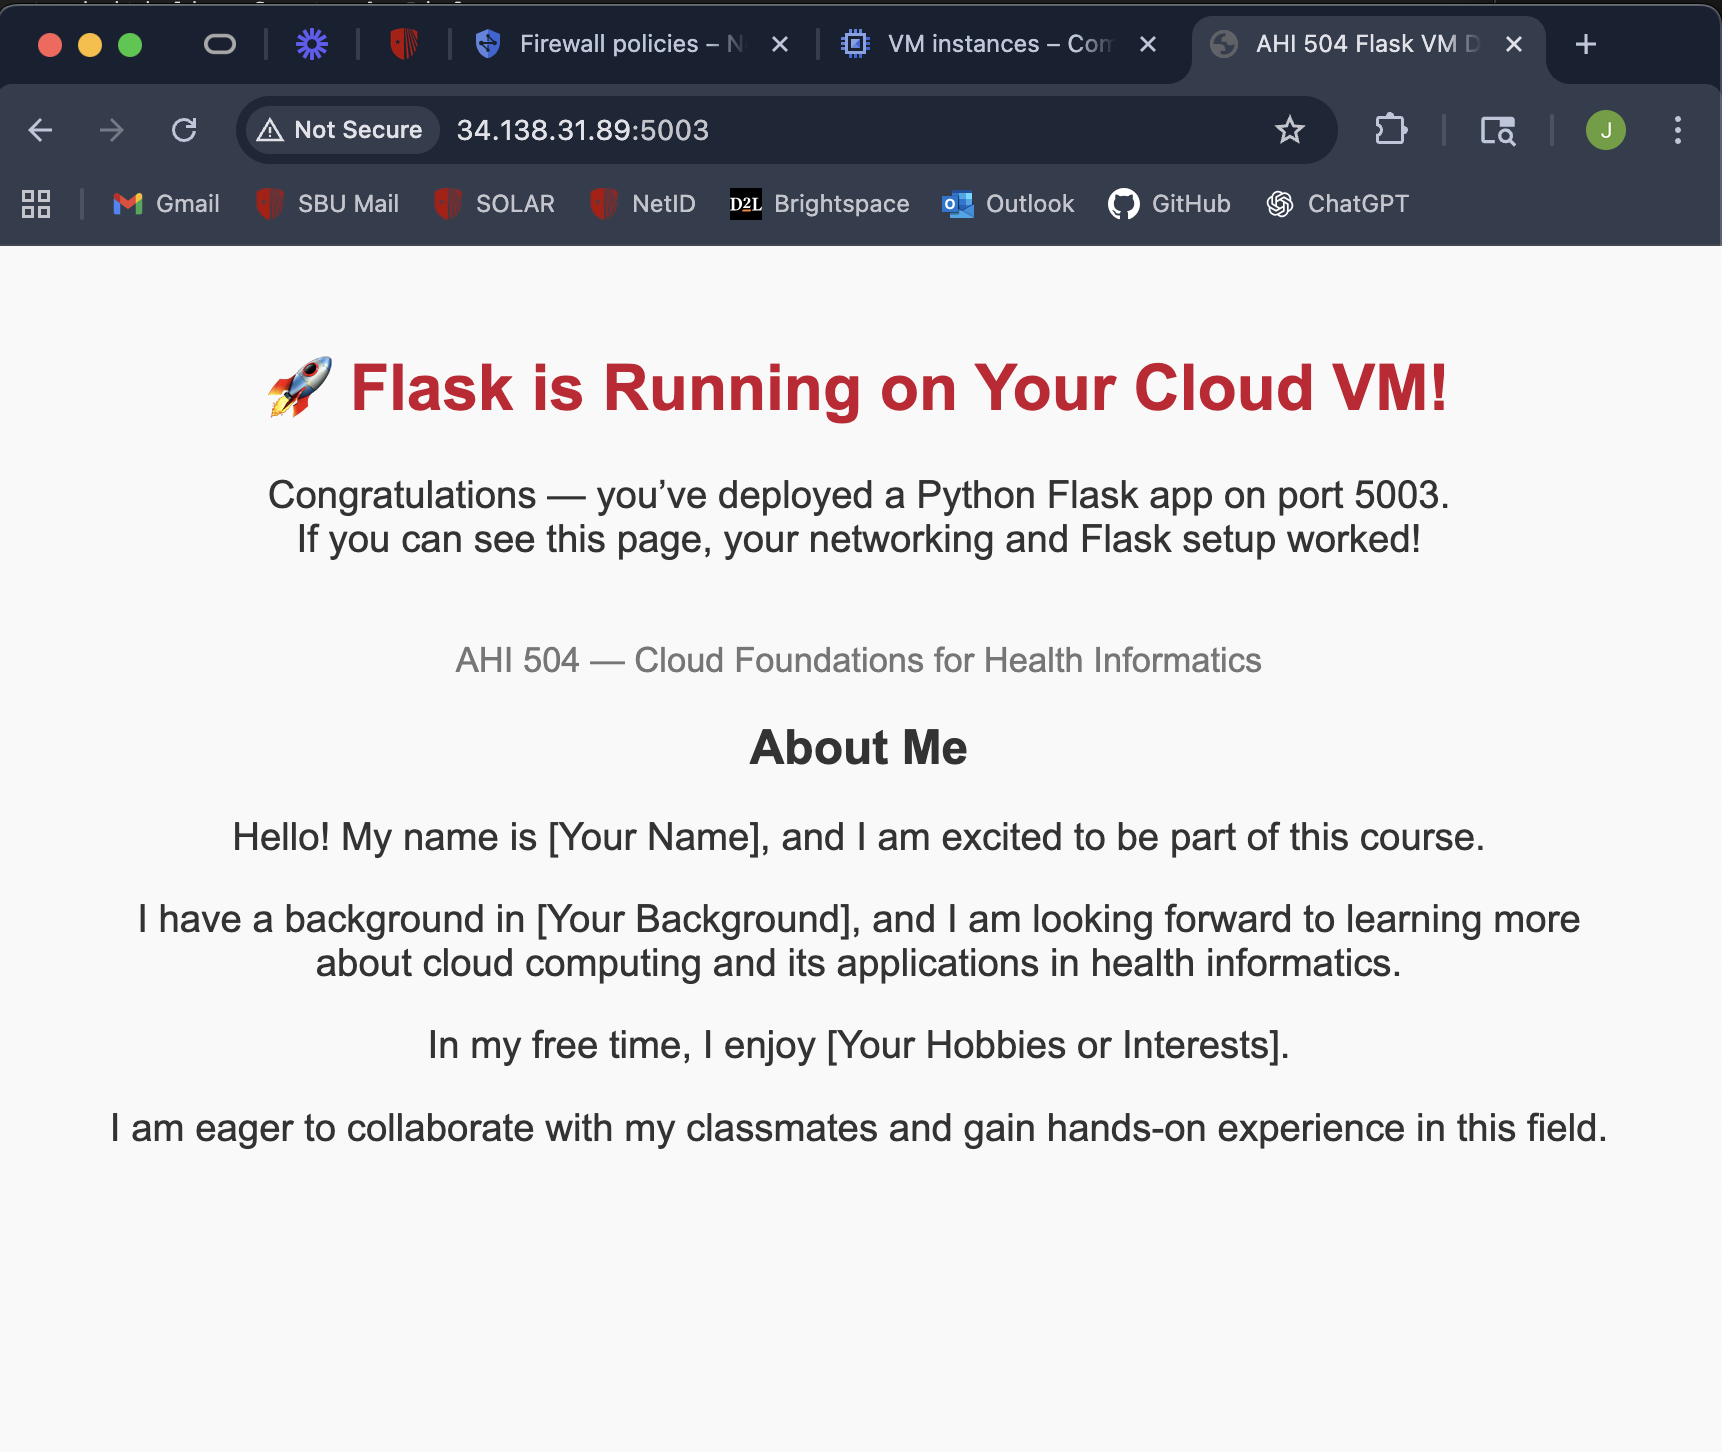 Firewall policies – N
VM instances – Com
AHI 504 Flask VM D
Not Secure
34.138.31.89:5003
J
Gmail
SBU Mail
SOLAR
NetID
D2L
Brightspace
Outlook
GitHub
ChatGPT
🚀 Flask is Running on Your Cloud VM!
Congratulations — you’ve deployed a Python Flask app on port 5003.
If you can see this page, your networking and Flask setup worked!
AHI 504 — Cloud Foundations for Health Informatics
About Me
Hello! My name is [Your Name], and I am excited to be part of this course.
I have a background in [Your Background], and I am looking forward to learning more
about cloud computing and its applications in health informatics.
In my free time, I enjoy [Your Hobbies or Interests].
I am eager to collaborate with my classmates and gain hands-on experience in this field.